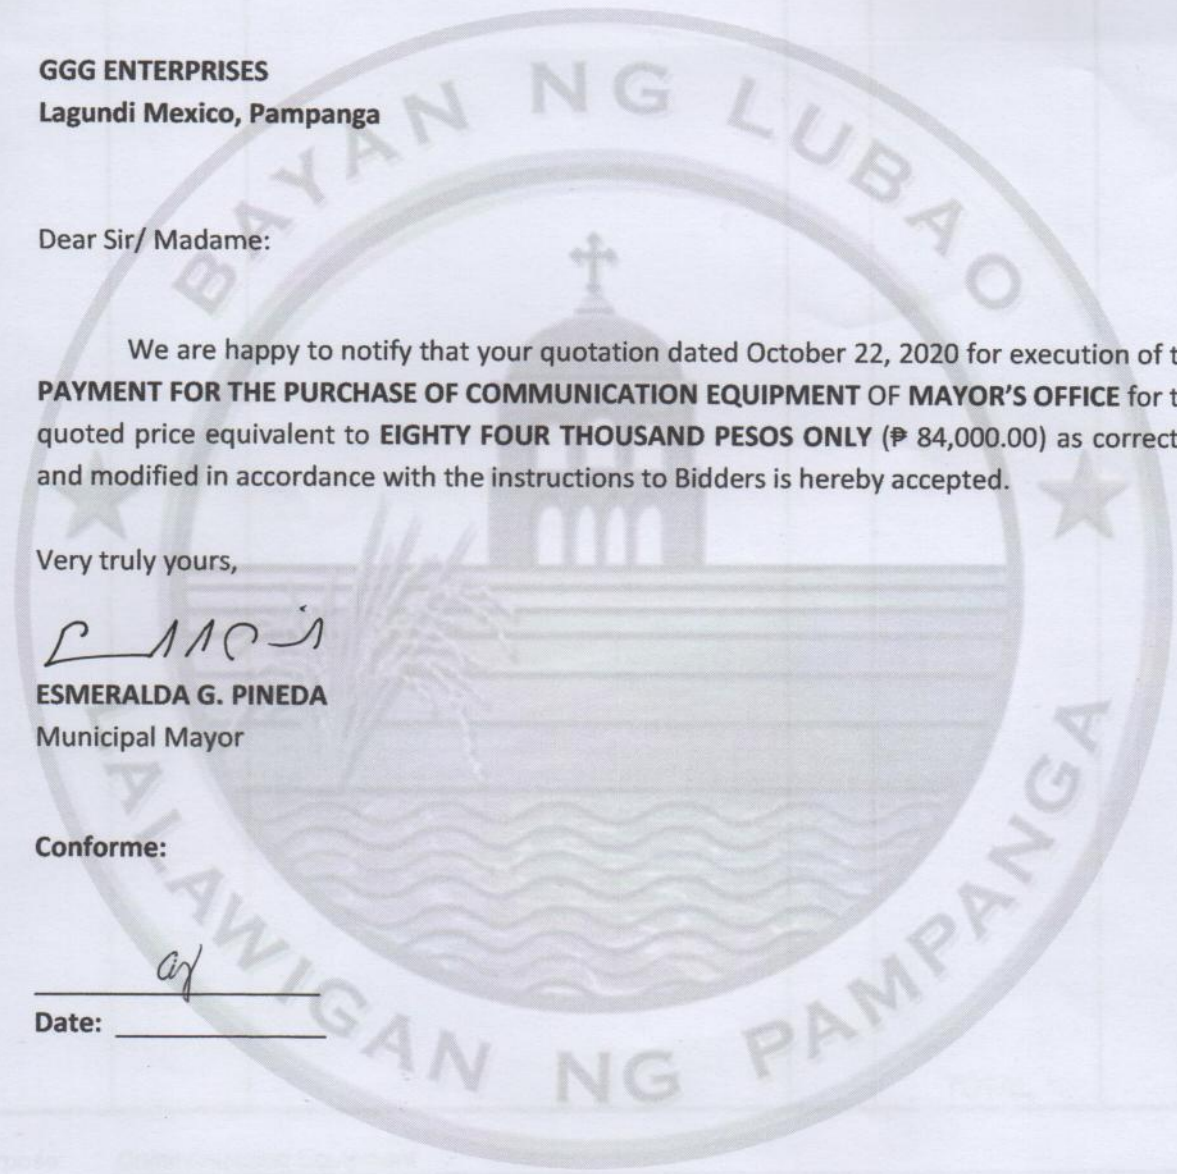 GGG ENTERPRISES
Lagundi Mexico, Pampanga
Dear Sir/ Madame:
We are happy to notify that your quotation dated October 22, 2020 for execution of t
PAYMENT FOR THE PURCHASE OF COMMUNICATION EQUIPMENT OF MAYOR'S OFFICE for t
quoted price equivalent to EIGHTY FOUR THOUSAND PESOS ONLY (₱ 84,000.00) as correct
and modified in accordance with the instructions to Bidders is hereby accepted.
Very truly yours,
ESMERALDA G. PINEDA
Municipal Mayor
Conforme:
Date:
BAYAN NG LUBAO
LALAWIGAN NG PAMPANGA